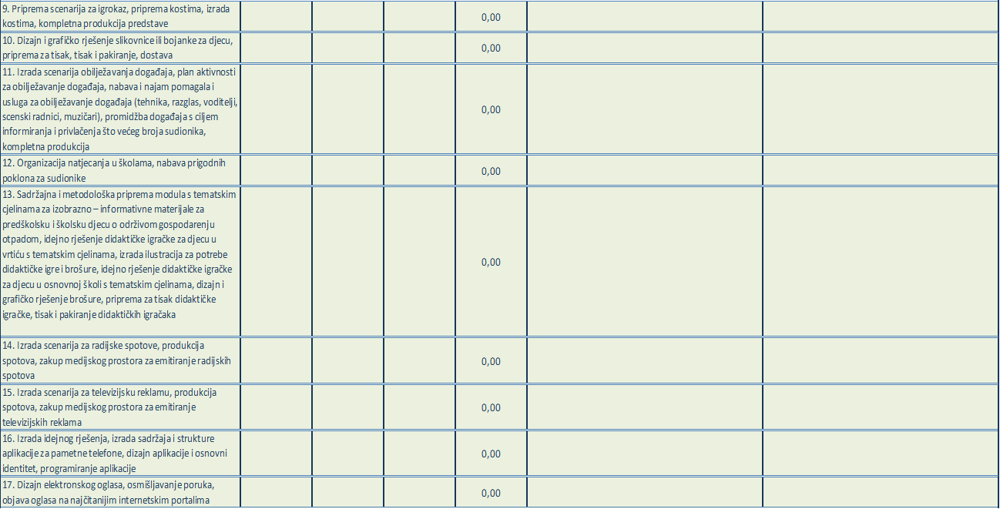 9. Priprema scenarija za igrokaz, priprema kostima, izrada
kostima, kompletna produkcija predstave
0,00
10. Dizajn i grafičko rješenje slikovnice ili bojanke za djecu,
priprema za tisak, tisak i pakiranje, dostava
0,00
11. Izrada scenarija obilježavanja događaja, plan aktivnosti
za obilježavanje događaja, nabava i najam pomagala i
usluga za obilježavanje događaja (tehnika, razglas, voditelji,
scenski radnici, muzičari), promidžba događaja s ciljem
informiranja i privlačenja što većeg broja sudionika,
kompletna produkcija
0,00
12. Organizacija natjecanja u školama, nabava prigodnih
poklona za sudionike
0,00
13. Sadržajna i metodološka priprema modula s tematskim
cjelinama za izobrazno – informativne materijale za
predškolsku i školsku djecu o održivom gospodarenju
otpadom, idejno rješenje didaktičke igračke za djecu u
vrtiću s tematskim cjelinama, izrada ilustracija za potrebe
didaktičke igre i brošure, idejno rješenje didaktičke igračke
za djecu u osnovnoj školi s tematskim cjelinama, dizajn i
grafičko rješenje brošure, priprema za tisak didaktičke
igračke, tisak i pakiranje didaktičkih igračaka
0,00
14. Izrada scenarija za radijske spotove, produkcija
spotova, zakup medijskog prostora za emitiranje radijskih
spotova
0,00
15. Izrada scenarija za televizijsku reklamu, produkcija
spotova, zakup medijskog prostora za emitiranje
televizijskih reklama
0,00
16. Izrada idejnog rješenja, izrada sadržaja i strukture
aplikacije za pametne telefone, dizajn aplikacije i osnovni
identitet, programiranje aplikacije
0,00
17. Dizajn elektronskog oglasa, osmišljavanje poruka,
objava oglasa na najčitanijim internetskim portalima
0,00